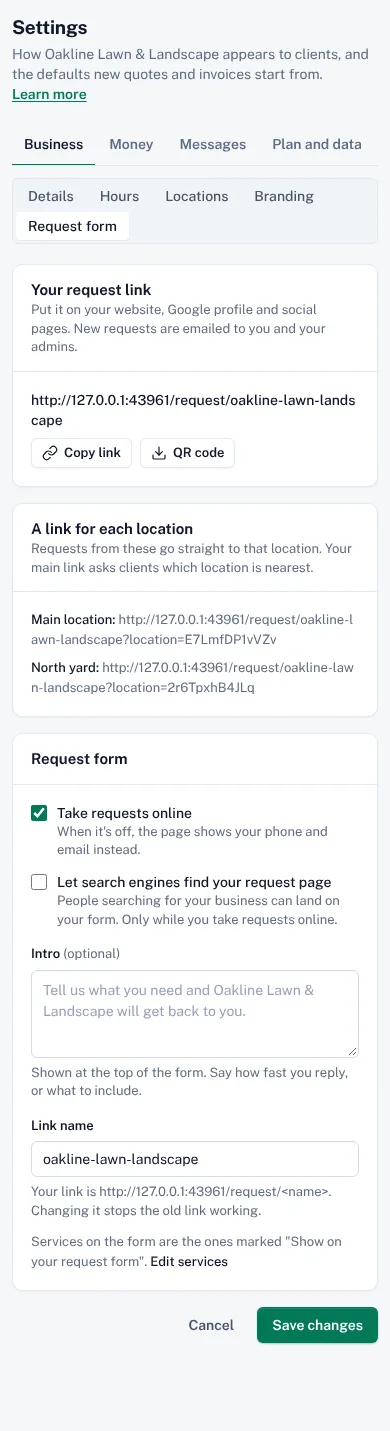 Settings
How Oakline Lawn & Landscape appears to clients, and
the defaults new quotes and invoices start from.
Learn more
Business Money Messages Plan and data
Details Hours Locations Branding
Request form
Your request link
Put it on your website, Google profile and social
pages. New requests are emailed to you and your
admins.
http://127.0.0.1:43961/request/oakline-lawn-lands
cape
Copy link QR code
A link for each location
Requests from these go straight to that location. Your
main link asks clients which location is nearest.
Main location: http://127.0.0.1:43961/request/oakline-l
awn-landscape?location=E7LmfDP1vVZv
North yard: http://127.0.0.1:43961/request/oakline-law
n-landscape?location=2r6TpxhB4JLq
Request form
Take requests online
When it's off, the page shows your phone and
email instead.
Let search engines find your request page
People searching for your business can land on
your form. Only while you take requests online.
Intro (optional)
Tell us what you need and Oakline Lawn &
Landscape will get back to you.
Shown at the top of the form. Say how fast you reply,
or what to include.
Link name
oakline-lawn-landscape
Your link is http://127.0.0.1:43961/request/<name>.
Changing it stops the old link working.
Services on the form are the ones marked "Show on
your request form". Edit services
Cancel Save changes